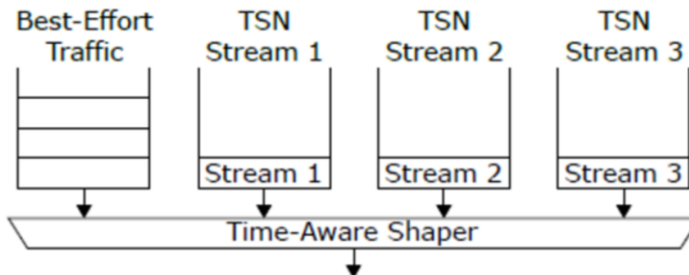 Best-Effort
Traffic
TSN
Stream 1
TSN
Stream 2
TSN
Stream 3
Stream 1
Stream 2
Stream 3
Time-Aware Shaper